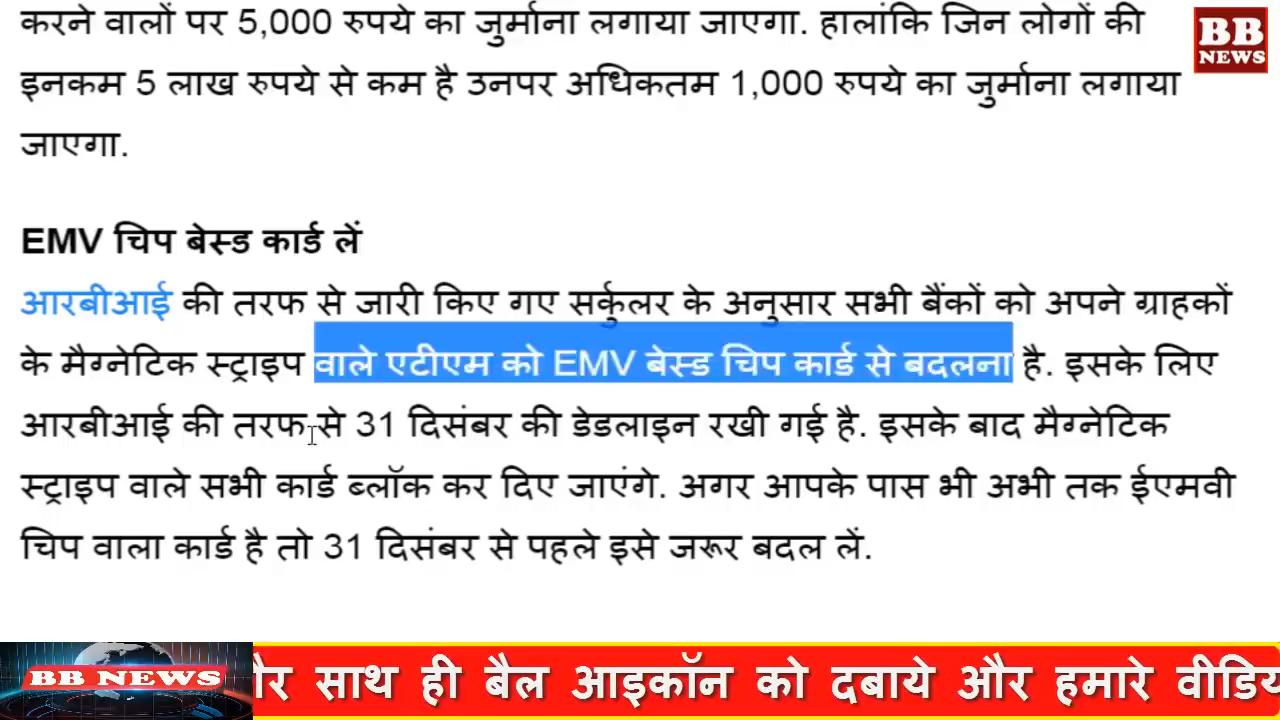 करने वालों पर 5,000 रुपये का जुर्माना लगाया जाएगा. हालांकि जिन लोगों की
इनकम 5 लाख रुपये से कम है उनपर अधिकतम 1,000 रुपये का जुर्माना लगाया
जाएगा.
BB
NEWS
EMV चिप बेस्ड कार्ड लें
आरबीआई की तरफ से जारी किए गए सर्कुलर के अनुसार सभी बैंकों को अपने ग्राहकों
के मैग्नेटिक स्ट्राइप वाले एटीएम को EMV बेस्ड चिप कार्ड से बदलना है. इसके लिए
आरबीआई की तरफ से 31 दिसंबर की डेडलाइन रखी गई है. इसके बाद मैग्नेटिक
स्ट्राइप वाले सभी कार्ड ब्लॉक कर दिए जाएंगे. अगर आपके पास भी अभी तक ईएमवी
चिप वाला कार्ड है तो 31 दिसंबर से पहले इसे जरूर बदल लें.
BB NEWS
साथ ही बैल आइकॉन को दबाये और हमारे